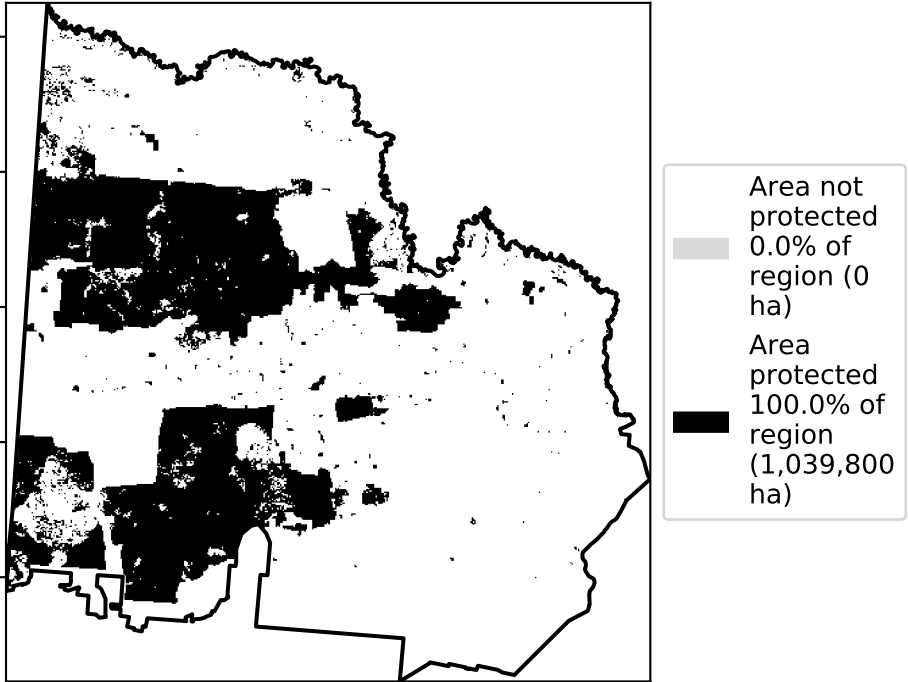 Area not
protected
0.0% of
region (0
ha)
Area
protected
100.0% of
region
(1,039,800
ha)